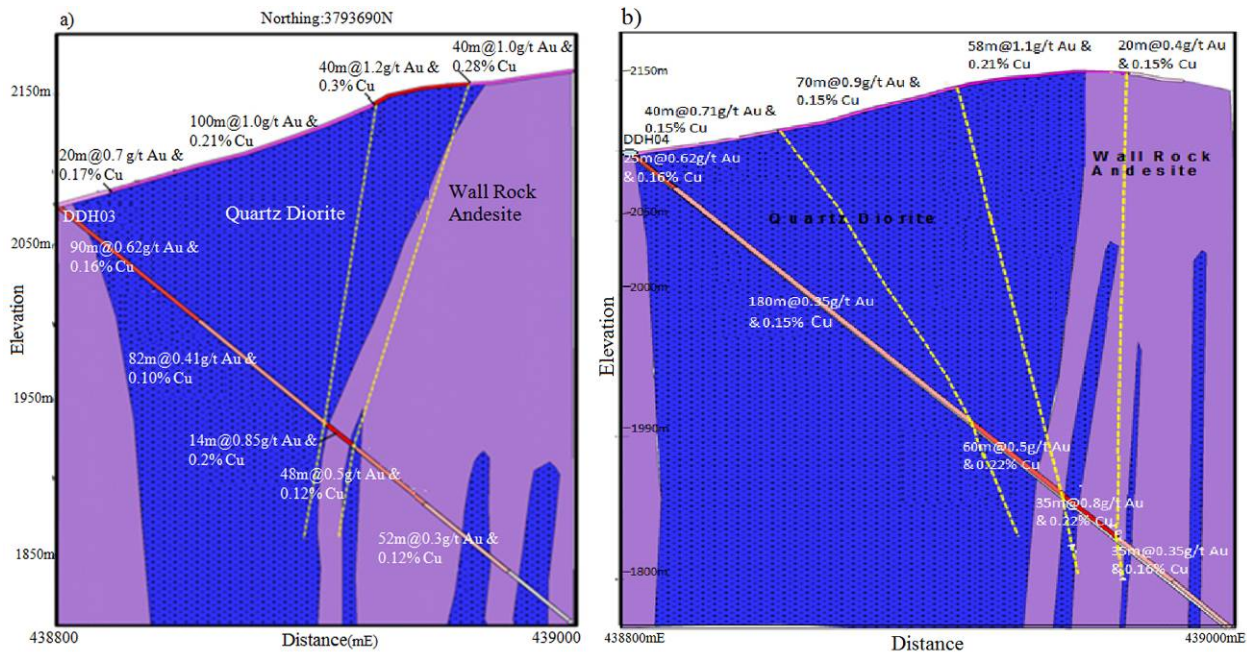 a)
Northing:3793690N
40m@1.0g/t Au &
0.28% Cu
40m@1.2g/t Au &
0.3% Cu
2150m
100m@1.0g/t Au &
0.21% Cu
20m@0.7 g/t Au &
0.17% Cu
DDH03
Quartz Diorite
Wall Rock
Andesite
2050m
90m@0.62g/t Au &
0.16% Cu
Elevation
82m@0.41g/t Au &
0.10% Cu
1950m
14m@0.85g/t Au &
0.2% Cu
48m@0.5g/t Au &
0.12% Cu
52m@0.3g/t Au &
0.12% Cu
1850m
438800
Distance(mE)
439000
b)
58m@1.1g/t Au &
0.21% Cu
20m@0.4g/t Au
& 0.15% Cu
2150m
70m@0.9g/t Au &
0.15% Cu
40m@0.71g/t Au &
0.15% Cu
DDH04
25m@0.62g/t Au
& 0.16% Cu
Wall Rock
Andesite
2050m
Quartz Diorite
2000m
180m@0.35g/t Au
& 0.15% Cu
Elevation
1990m
60m@0.5g/t Au
& 0.22% Cu
35m@0.8g/t Au
& 0.22% Cu
35m@0.35g/t Au
& 0.16% Cu
1800m
438800mE
Distance
439000mE